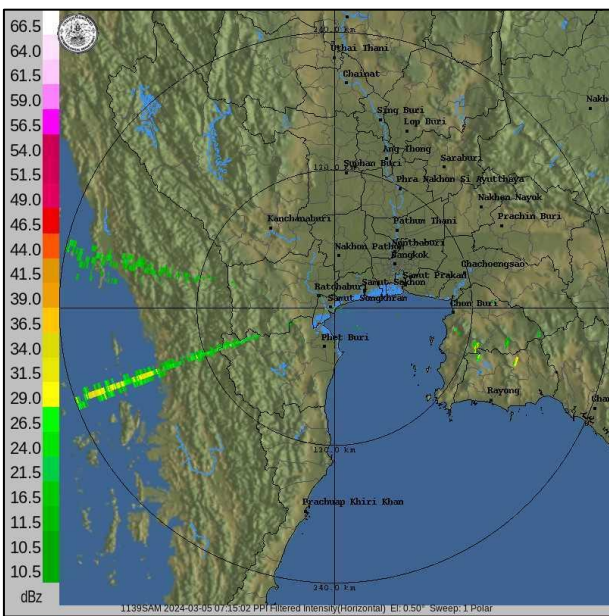 66.5
64.0
61.5
59.0
56.5
54.0
51.5
49.0
46.5
44.0
41.5
39.0
36.5
34.0
31.5
29.0
26.5
24.0
21.5
16.5
11.5
10.5
dBz
240.0 km
Uthai Thani
Chainat
Sing Buri
Lop Buri
Ang Thong
Saraburi
120.0 km
Suphan Buri
Phra Nakhon Si Ayutthaya
Nakhon Nayok
Prachin Buri
Kanchanaburi
Pathum Thani
Nakhon Pathom
Nonthaburi
Bangkok
Chachoengsao
Samut Prakan
Samut Sakhon
Ratchaburi
Samut Songkhram
Chon Buri
Phet Buri
Rayong
120.0 km
Prachuap Khiri Khan
240.0 km
1139SAM 2024-03-05 07:15:02 PPI Filtered Intensity(Horizontal) El: 0.50° Sweep: 1 Polar